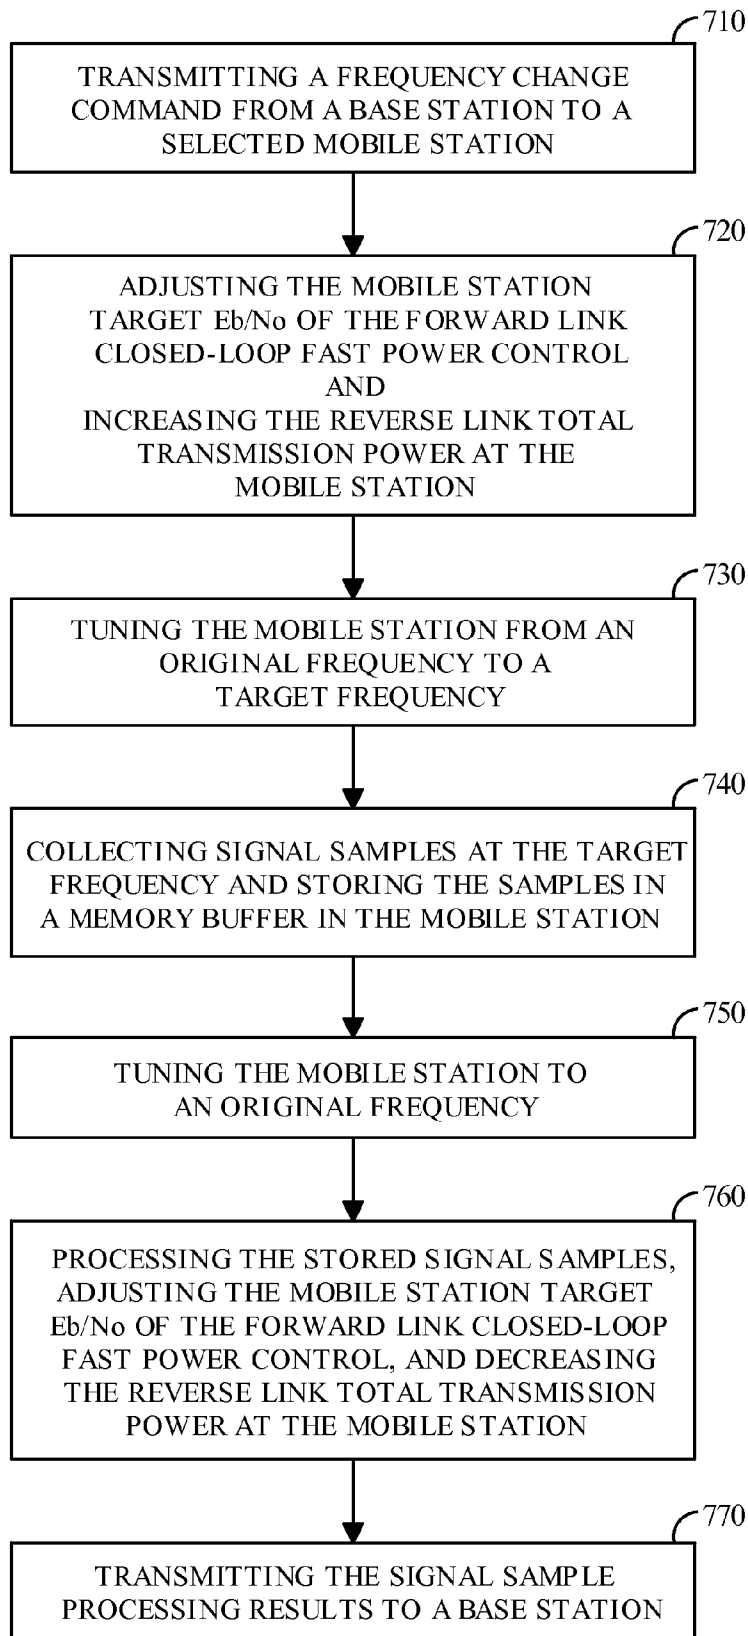 710
TRANSMITTING A FREQUENCY CHANGE
COMMAND FROM A BASE STATION TO A
SELECTED MOBILE STATION
720
ADJUSTING THE MOBILE STATION
TARGET Eb/No OF THE FORWARD LINK
CLOSED-LOOP FAST POWER CONTROL
AND
INCREASING THE REVERSE LINK TOTAL
TRANSMISSION POWER AT THE
MOBILE STATION
730
TUNING THE MOBILE STATION FROM AN
ORIGINAL FREQUENCY TO A
TARGET FREQUENCY
740
COLLECTING SIGNAL SAMPLES AT THE TARGET
FREQUENCY AND STORING THE SAMPLES IN
A MEMORY BUFFER IN THE MOBILE STATION
750
TUNING THE MOBILE STATION TO
AN ORIGINAL FREQUENCY
760
PROCESSING THE STORED SIGNAL SAMPLES,
ADJUSTING THE MOBILE STATION TARGET
Eb/No OF THE FORWARD LINK CLOSED-LOOP
FAST POWER CONTROL, AND DECREASING
THE REVERSE LINK TOTAL TRANSMISSION
POWER AT THE MOBILE STATION
770
TRANSMITTING THE SIGNAL SAMPLE
PROCESSING RESULTS TO A BASE STATION